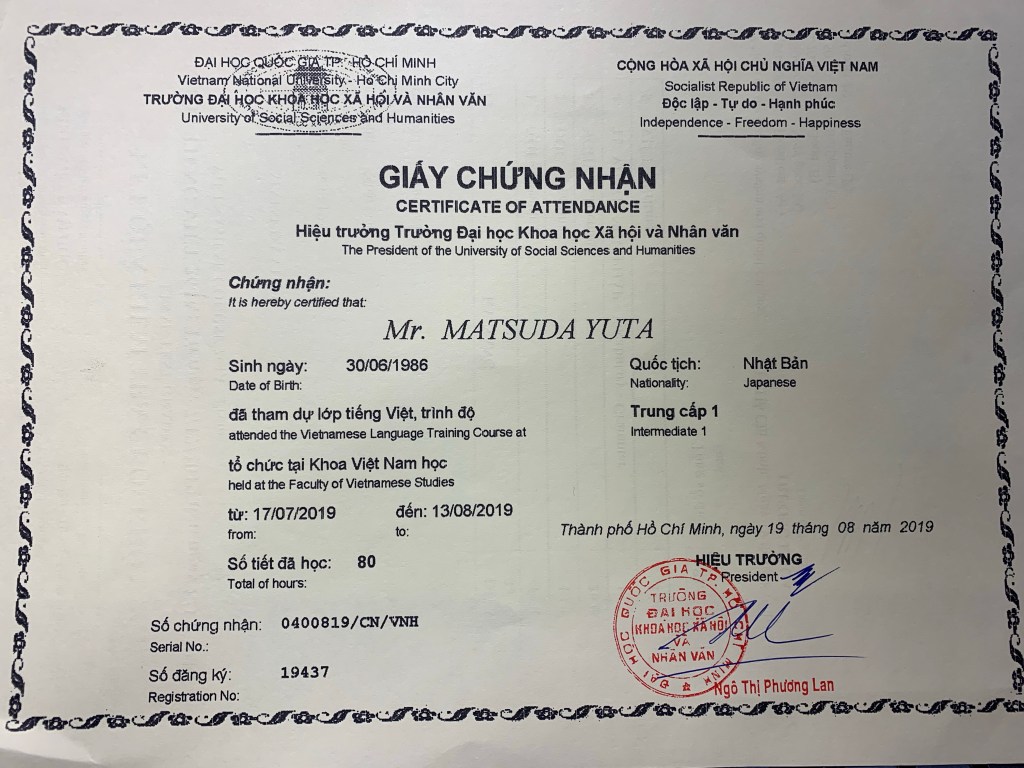 ĐẠI HỌC QUỐC GIA TP. HỒ CHÍ MINH
Vietnam National University - Ho Chi Minh City
TRƯỜNG ĐẠI HỌC KHOA HỌC XÃ HỘI VÀ NHÂN VĂN
University of Social Sciences and Humanities
CỘNG HÒA XÃ HỘI CHỦ NGHĨA VIỆT NAM
Socialist Republic of Vietnam
Độc lập - Tự do - Hạnh phúc
Independence - Freedom - Happiness
GIẤY CHỨNG NHẬN
CERTIFICATE OF ATTENDANCE
Hiệu trưởng Trường Đại học Khoa học Xã hội và Nhân văn
The President of the University of Social Sciences and Humanities
Chứng nhận:
It is hereby certified that:
Mr. MATSUDA YUTA
Sinh ngày: 30/06/1986 Quốc tịch: Nhật Bản
Date of Birth: Nationality: Japanese
đã tham dự lớp tiếng Việt, trình độ Trung cấp 1
attended the Vietnamese Language Training Course at Intermediate 1
tổ chức tại Khoa Việt Nam học
held at the Faculty of Vietnamese Studies
từ: 17/07/2019 đến: 13/08/2019
from: to:
Số tiết đã học: 80
Total of hours:
Thành phố Hồ Chí Minh, ngày 19 tháng 08 năm 2019
HIỆU TRƯỞNG
President
ĐẠI HỌC QUỐC GIA TP. HỒ CHÍ MINH
TRƯỜNG
ĐẠI HỌC
KHOA HỌC XÃ HỘI
VÀ
NHÂN VĂN
Ngô Thị Phương Lan
Số chứng nhận: 0400819/CN/VNH
Serial No.:
Số đăng ký: 19437
Registration No: